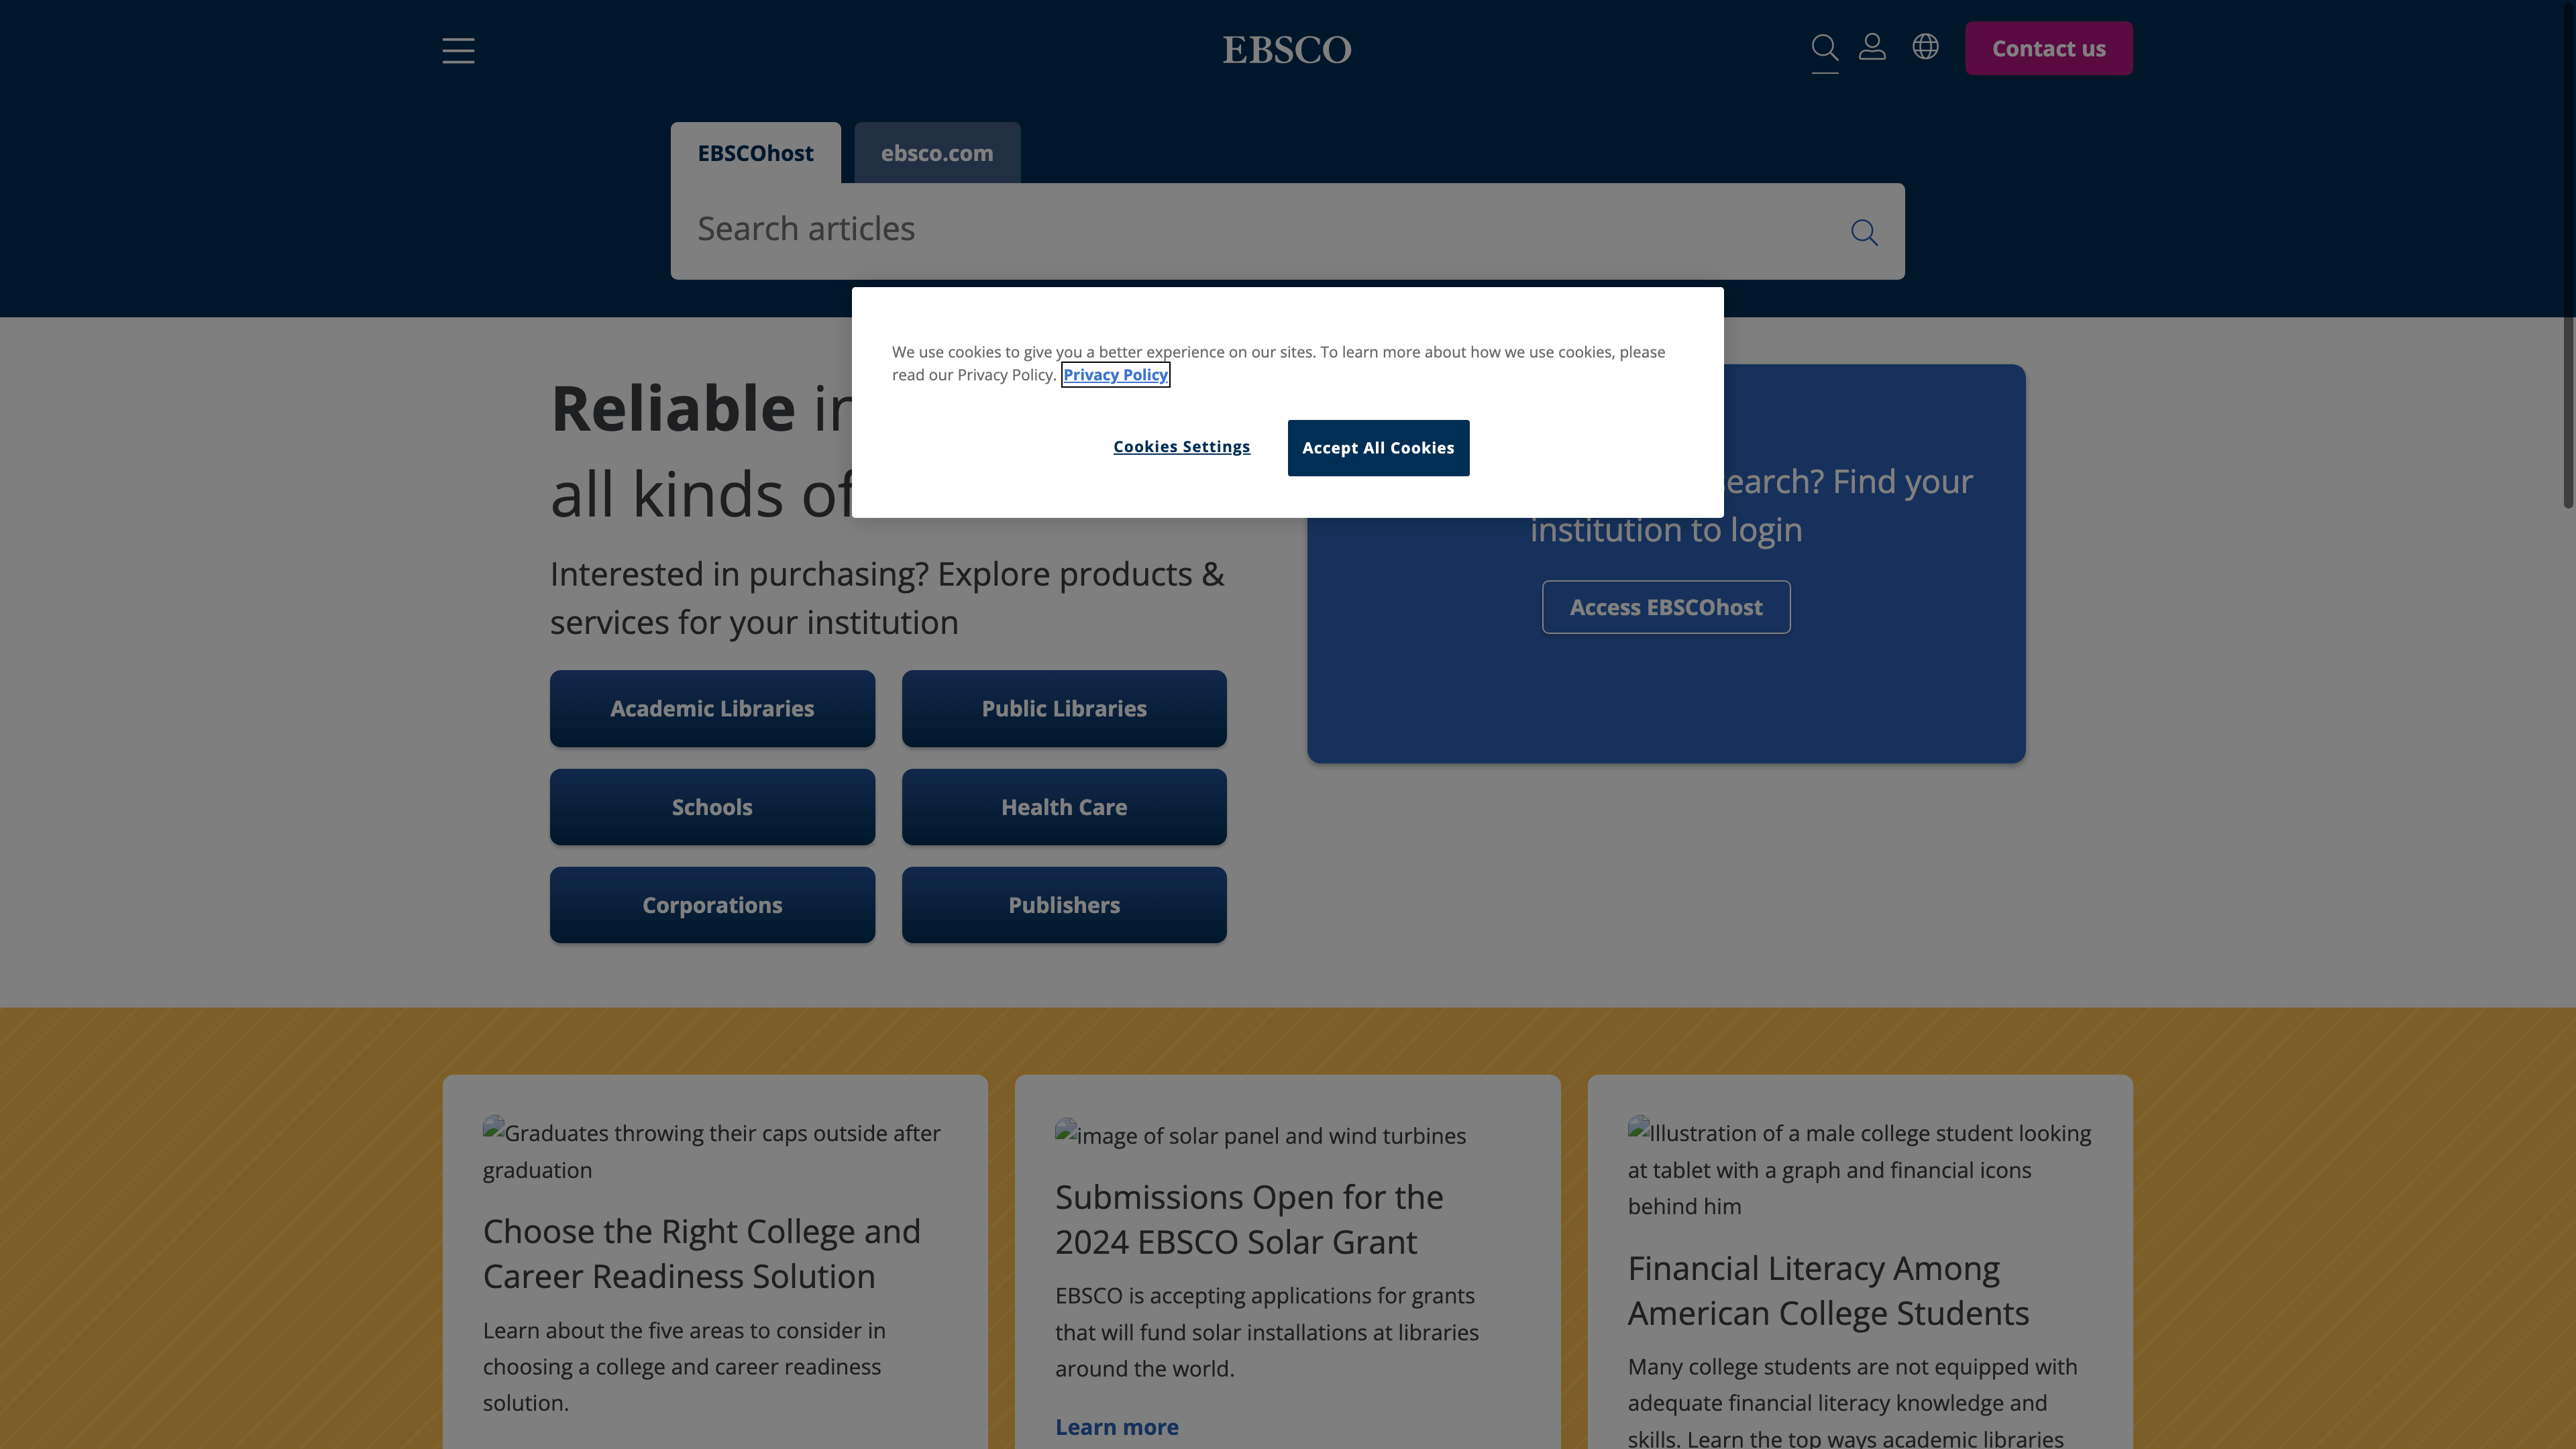 EBSCO
Contact us
EBSCOhost
ebsco.com
Search articles
We use cookies to give you a better experience on our sites. To learn more about how we use cookies, please
read our Privacy Policy. Privacy Policy
Cookies Settings
Accept All Cookies
Reliable
all kinds of
Interested in purchasing? Explore products &
services for your institution
Academic Libraries
Public Libraries
Schools
Health Care
Corporations
Publishers
Find your
institution to login
Access EBSCOhost
Graduates throwing their caps outside after
graduation
Choose the Right College and
Career Readiness Solution
Learn about the five areas to consider in
choosing a college and career readiness
solution.
image of solar panel and wind turbines
Submissions Open for the
2024 EBSCO Solar Grant
EBSCO is accepting applications for grants
that will fund solar installations at libraries
around the world.
Learn more
Illustration of a male college student looking
at tablet with a graph and financial icons
behind him
Financial Literacy Among
American College Students
Many college students are not equipped with
adequate financial literacy knowledge and
skills. Learn the top ways academic libraries